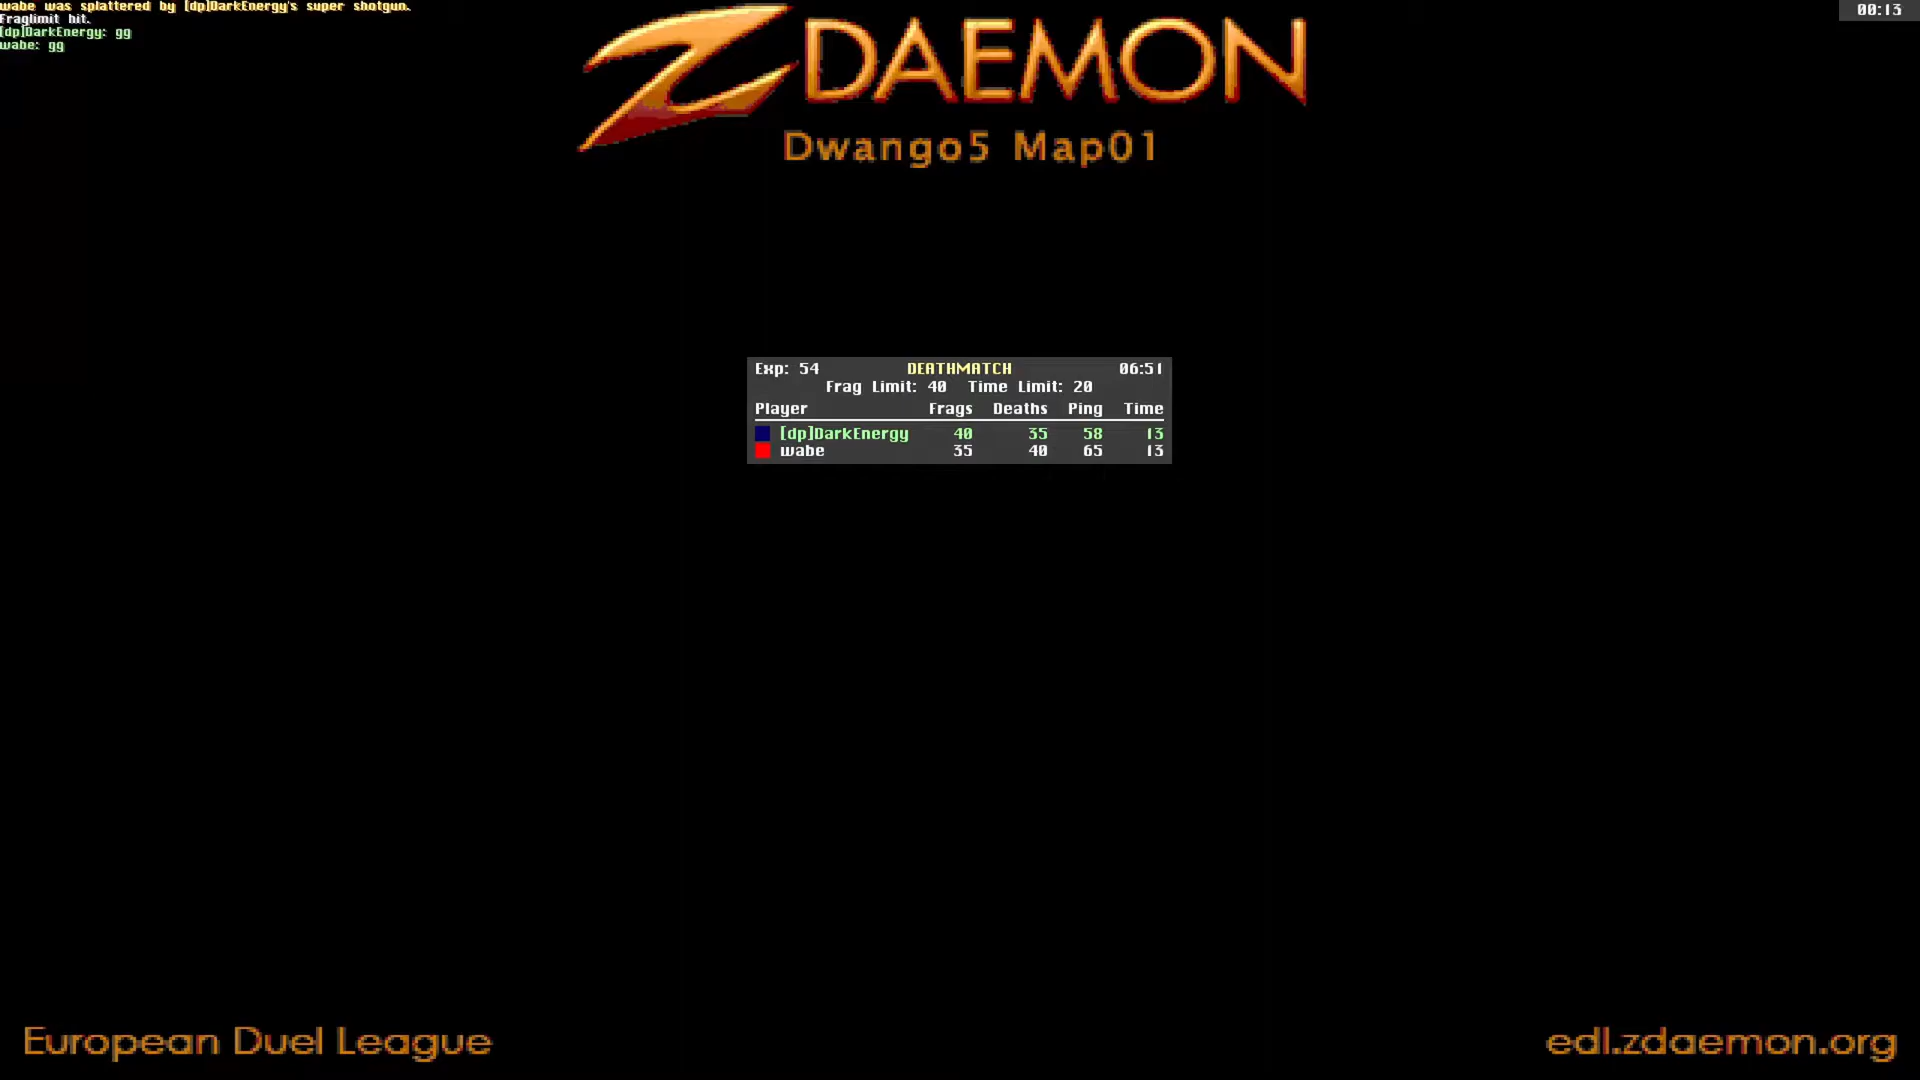 wabe was splattered by [dp]DarkEnergy's super shotgun.
Fraglimit hit.
[dp]DarkEnergy: gg
wabe: gg
00:13
ZDAEMON
Dwango5 Map01
Exp: 54 DEATHMATCH 06:51
Frag Limit: 40 Time Limit: 20
Player Frags Deaths Ping Time
[dp]DarkEnergy 40 35 58 13
wabe 35 40 65 13
European Duel League
edl.zdaemon.org